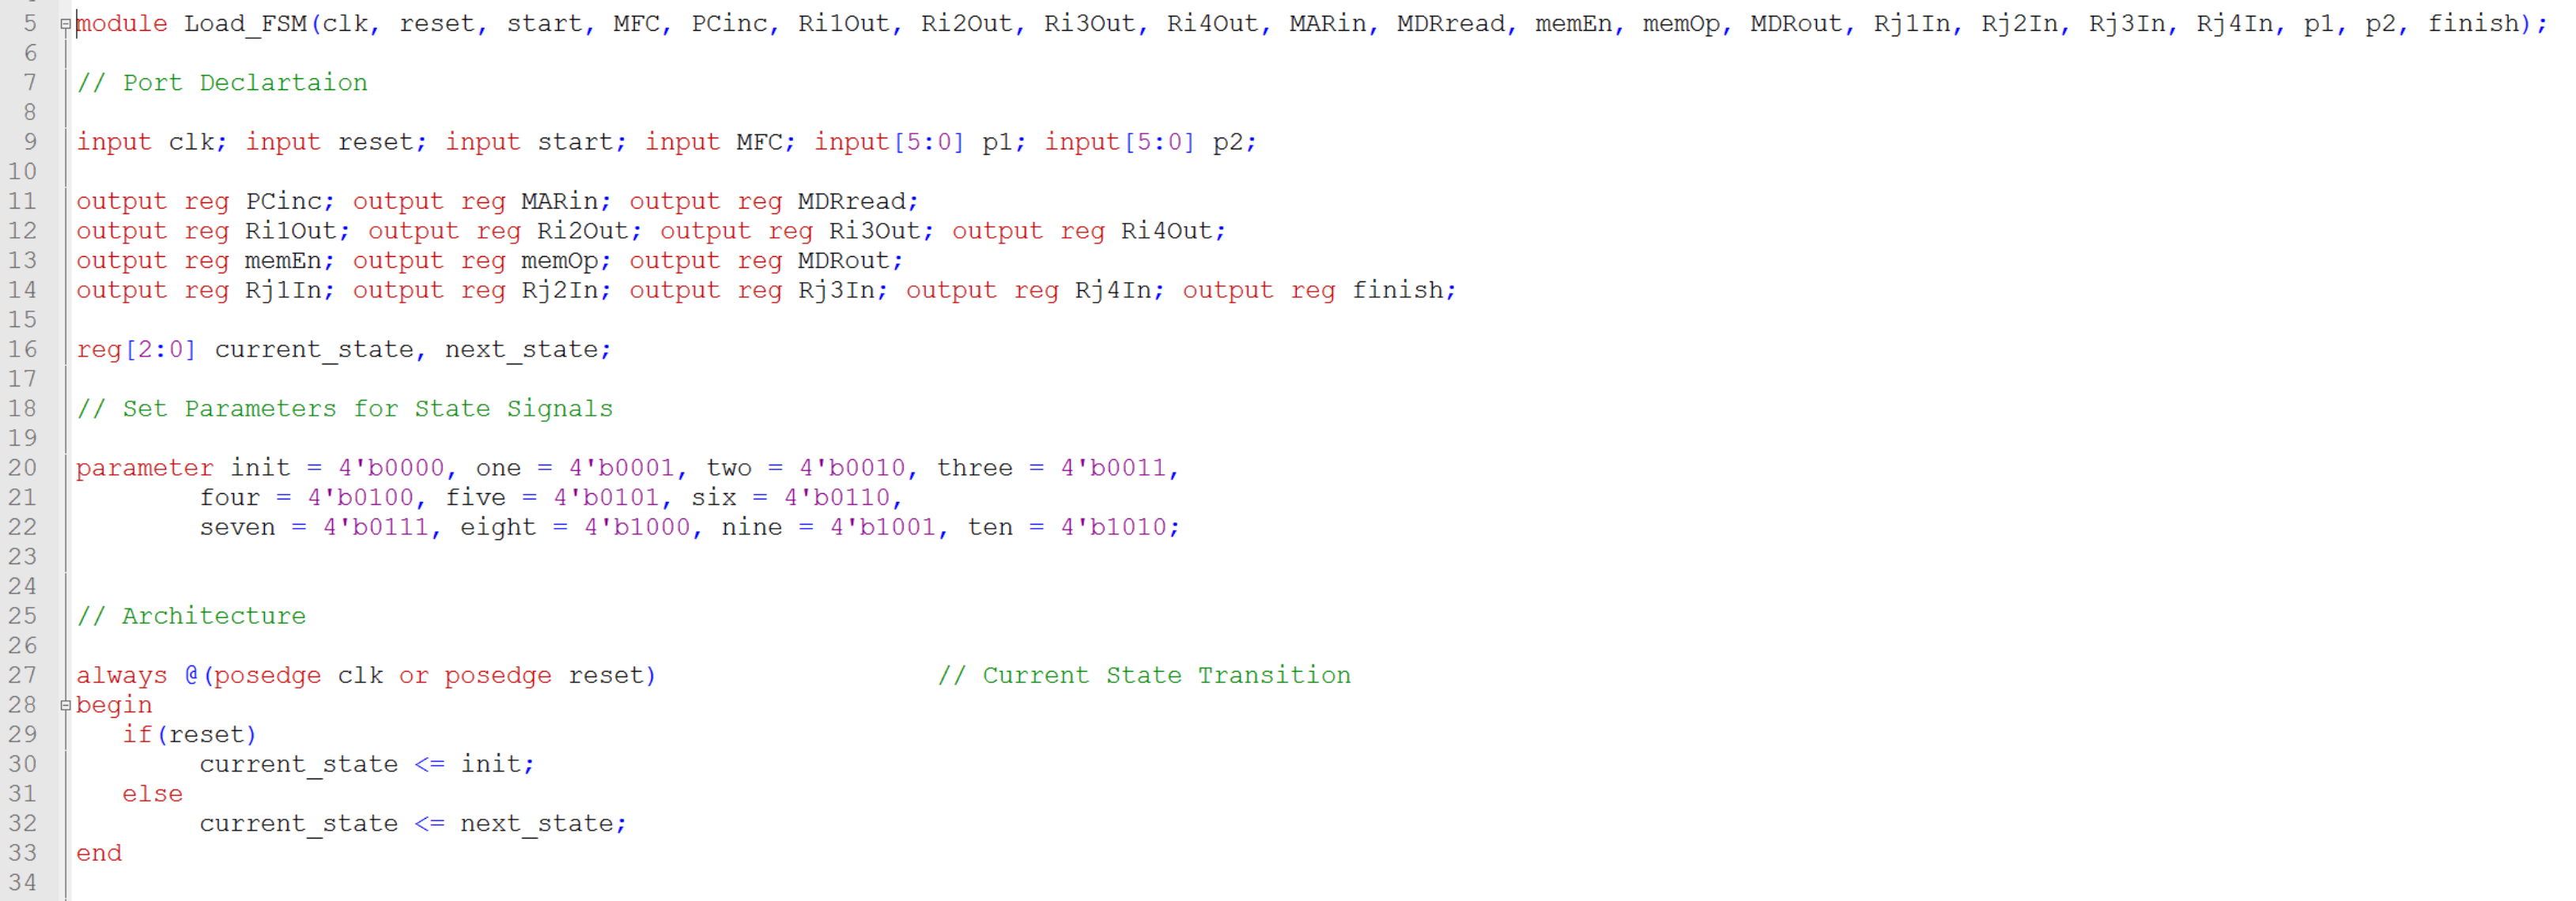 5 module Load_FSM(clk, reset, start, MFC, PCinc, Ri1Out, Ri2Out, Ri3Out, Ri4Out, MARin, MDRread, memEn, memOp, MDRout, Rj1In, Rj2In, Rj3In, Rj4In, p1, p2, finish);
6
7 // Port Declartaion
8
9 input clk; input reset; input start; input MFC; input[5:0] p1; input[5:0] p2;
10
11 output reg PCinc; output reg MARin; output reg MDRread;
12 output reg Ri1Out; output reg Ri2Out; output reg Ri3Out; output reg Ri4Out;
13 output reg memEn; output reg memOp; output reg MDRout;
14 output reg Rj1In; output reg Rj2In; output reg Rj3In; output reg Rj4In; output reg finish;
15
16 reg[2:0] current_state, next_state;
17
18 // Set Parameters for State Signals
19
20 parameter init = 4'b0000, one = 4'b0001, two = 4'b0010, three = 4'b0011,
21 four = 4'b0100, five = 4'b0101, six = 4'b0110,
22 seven = 4'b0111, eight = 4'b1000, nine = 4'b1001, ten = 4'b1010;
23
24
25 // Architecture
26
27 always @(posedge clk or posedge reset) // Current State Transition
28 begin
29 if(reset)
30 current_state <= init;
31 else
32 current_state <= next_state;
33 end
34